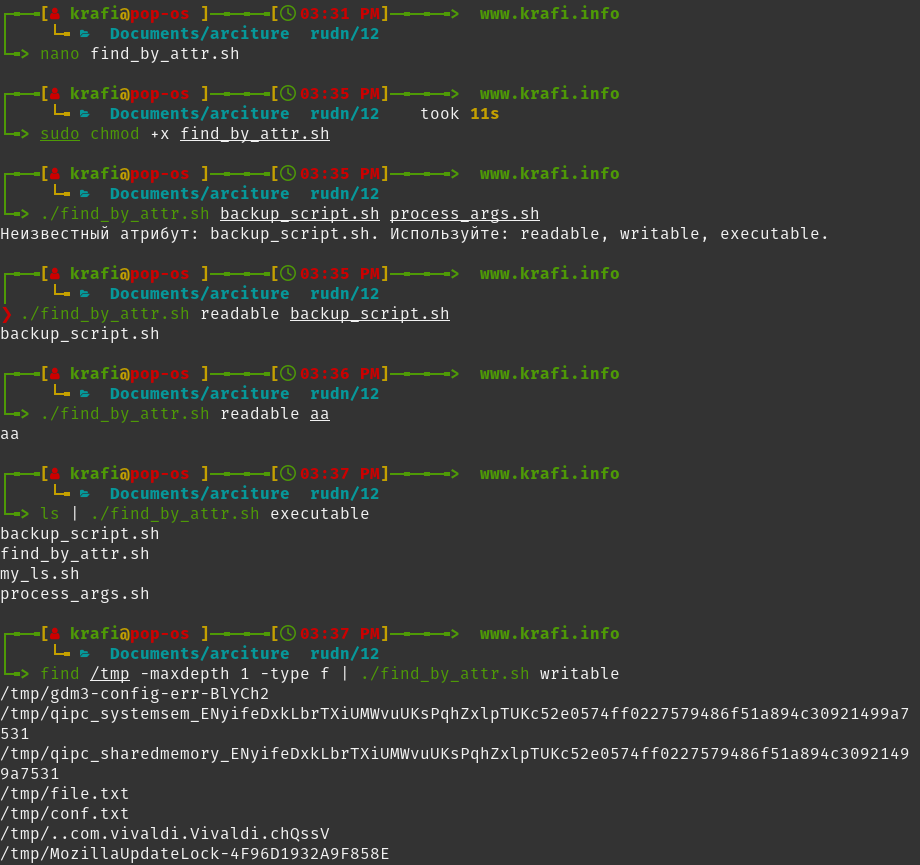 [ krafi@pop-os ][ 03:31 PM] www.krafi.info
Documents/arciture rudn/12
nano find_by_attr.sh
[ krafi@pop-os ][ 03:35 PM] www.krafi.info
Documents/arciture rudn/12 took 11s
sudo chmod +x find_by_attr.sh
[ krafi@pop-os ][ 03:35 PM] www.krafi.info
Documents/arciture rudn/12
./find_by_attr.sh backup_script.sh process_args.sh
Неизвестный атрибут: backup_script.sh. Используйте: readable, writable, executable.
[ krafi@pop-os ][ 03:35 PM] www.krafi.info
Documents/arciture rudn/12
❯ ./find_by_attr.sh readable backup_script.sh
backup_script.sh
[ krafi@pop-os ][ 03:36 PM] www.krafi.info
Documents/arciture rudn/12
./find_by_attr.sh readable aa
aa
[ krafi@pop-os ][ 03:37 PM] www.krafi.info
Documents/arciture rudn/12
ls | ./find_by_attr.sh executable
backup_script.sh
find_by_attr.sh
my_ls.sh
process_args.sh
[ krafi@pop-os ][ 03:37 PM] www.krafi.info
Documents/arciture rudn/12
find /tmp -maxdepth 1 -type f | ./find_by_attr.sh writable
/tmp/gdm3-config-err-BlYCh2
/tmp/qipc_systemsem_ENyifeDxkLbrTXiUMWvuUKsPqhZxlpTUKc52e0574ff0227579486f51a894c30921499a7
531
/tmp/qipc_sharedmemory_ENyifeDxkLbrTXiUMWvuUKsPqhZxlpTUKc52e0574ff0227579486f51a894c3092149
9a7531
/tmp/file.txt
/tmp/conf.txt
/tmp/..com.vivaldi.Vivaldi.chQssV
/tmp/MozillaUpdateLock-4F96D1932A9F858E